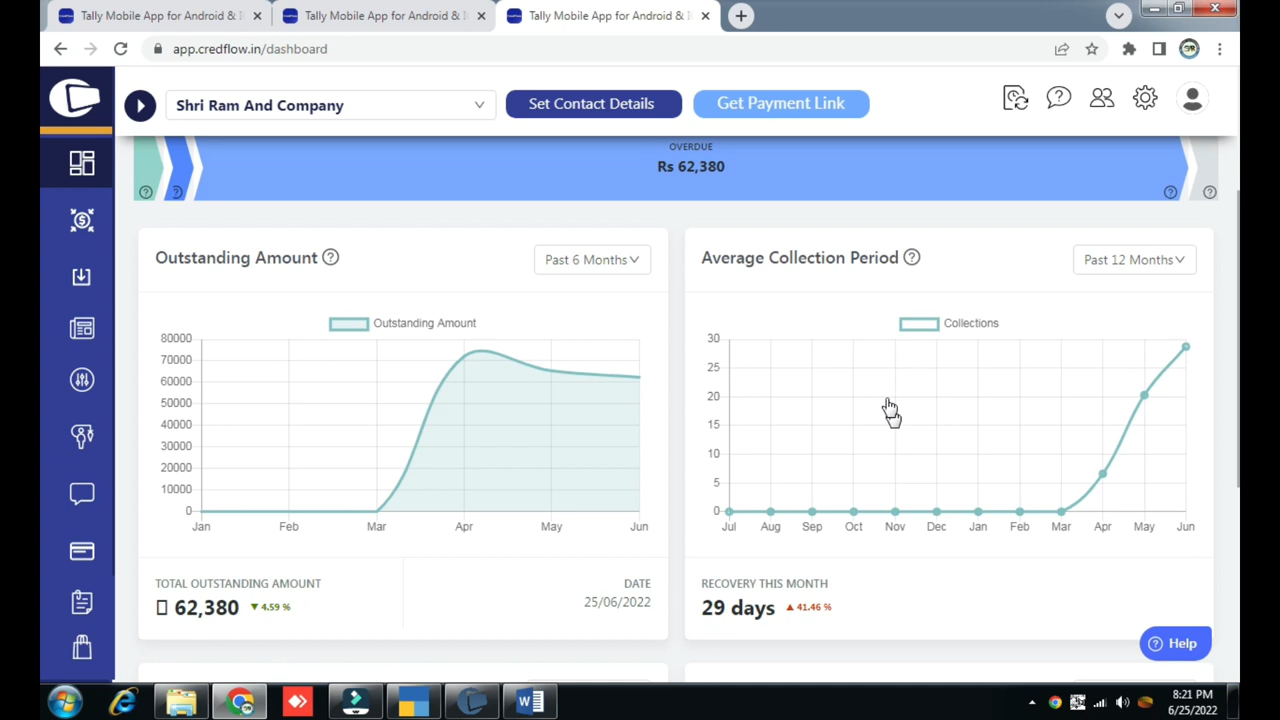 Tally Mobile App for Android & I
Tally Mobile App for Android & I
Tally Mobile App for Android & I
app.credflow.in/dashboard
Shri Ram And Company
Set Contact Details
Get Payment Link
OVERDUE
Rs 62,380
Outstanding Amount
Past 6 Months
Average Collection Period
Past 12 Months
Outstanding Amount
Collections
80000
70000
60000
50000
40000
30000
20000
10000
0
Jan Feb Mar Apr May Jun
30
25
20
15
10
5
0
Jul Aug Sep Oct Nov Dec Jan Feb Mar Apr May Jun
TOTAL OUTSTANDING AMOUNT
DATE
62,380 ▼ 4.59 %
25/06/2022
RECOVERY THIS MONTH
29 days ▲ 41.46 %
Help
8:21 PM
6/25/2022